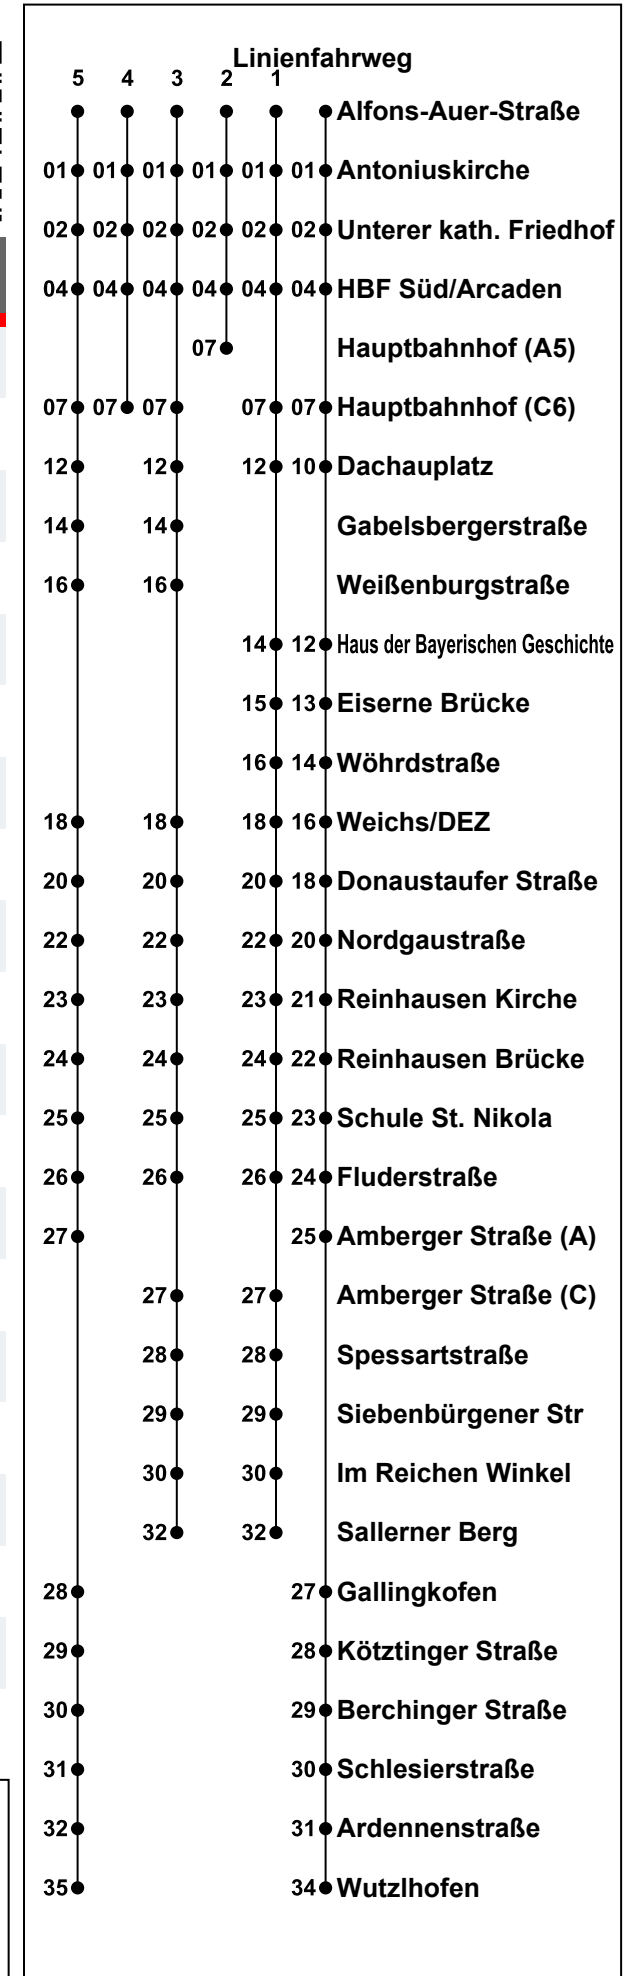 Linienfahrweg
5 4 3 2 1
Alfons-Auer-Straße
01 01 01 01 01 01 Antoniuskirche
02 02 02 02 02 02 Unterer kath. Friedhof
04 04 04 04 04 04 HBF Süd/Arcaden
07 Hauptbahnhof (A5)
07 07 07 07 07 Hauptbahnhof (C6)
12 12 12 10 Dachauplatz
14 14 Gabelsbergerstraße
16 16 Weißenburgstraße
14 12 Haus der Bayerischen Geschichte
15 13 Eiserne Brücke
16 14 Wöhrdstraße
18 18 18 16 Weichs/DEZ
20 20 20 18 Donaustaufer Straße
22 22 22 20 Nordgaustraße
23 23 23 21 Reinhausen Kirche
24 24 24 22 Reinhausen Brücke
25 25 25 23 Schule St. Nikola
26 26 26 24 Fluderstraße
27 25 Amberger Straße (A)
27 27 Amberger Straße (C)
28 28 Spessartstraße
29 29 Siebenbürgener Str
30 30 Im Reichen Winkel
32 32 Sallerner Berg
28 27 Gallingkofen
29 28 Kötztinger Straße
30 29 Berchinger Straße
31 30 Schlesierstraße
32 31 Ardennenstraße
35 34 Wutzlhofen